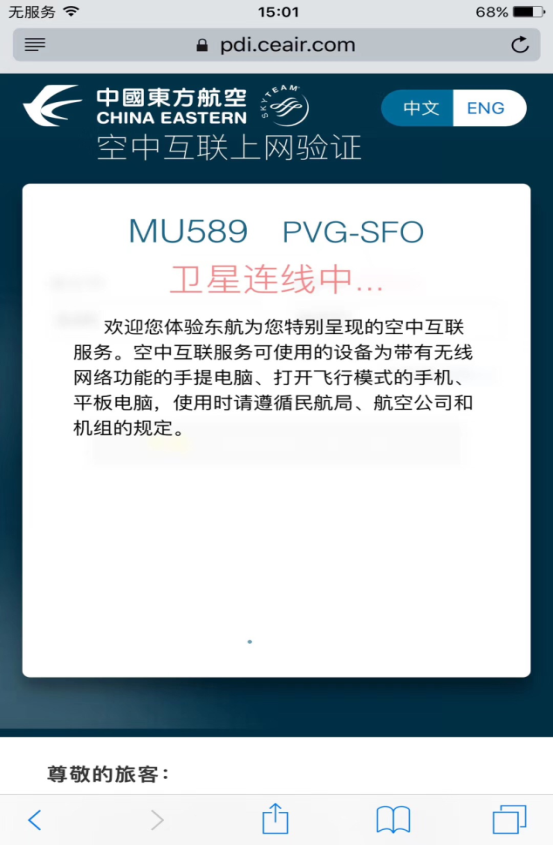 无服务 15:01 68%
pdi.ceair.com
中國東方航空 SKYTEAM 中文 ENG
CHINA EASTERN
空中互联上网验证
MU589 PVG-SFO
卫星连线中...
欢迎您体验东航为您特别呈现的空中互联
服务。空中互联服务可使用的设备为带有无线
网络功能的手提电脑、打开飞行模式的手机、
平板电脑，使用时请遵循民航局、航空公司和
机组的规定。
尊敬的旅客：